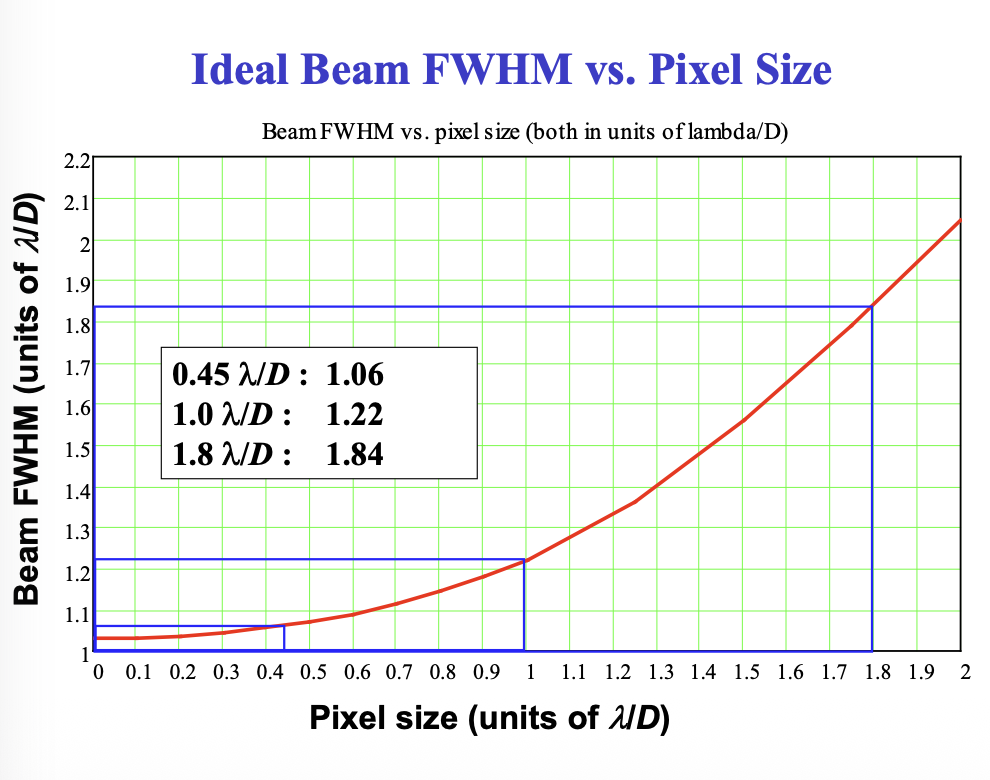 Ideal Beam FWHM vs. Pixel Size
Beam FWHM vs. pixel size (both in units of lambda/D)
Beam FWHM (units of λ/D)
2.2
2.1
2
1.9
1.8
1.7
1.6
1.5
1.4
1.3
1.2
1.1
1
0.45 λ/D : 1.06
1.0 λ/D : 1.22
1.8 λ/D : 1.84
0 0.1 0.2 0.3 0.4 0.5 0.6 0.7 0.8 0.9 1 1.1 1.2 1.3 1.4 1.5 1.6 1.7 1.8 1.9 2
Pixel size (units of λ/D)